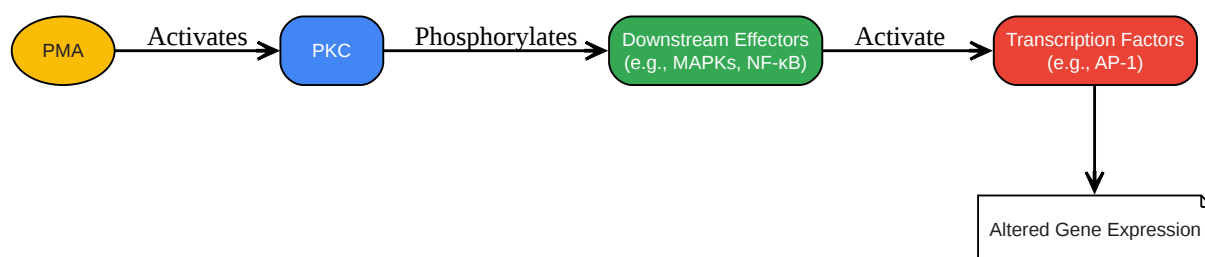 PMA
Activates
PKC
Phosphorylates
Downstream Effectors
(e.g., MAPKs, NF-κB)
Activate
Transcription Factors
(e.g., AP-1)
Altered Gene Expression